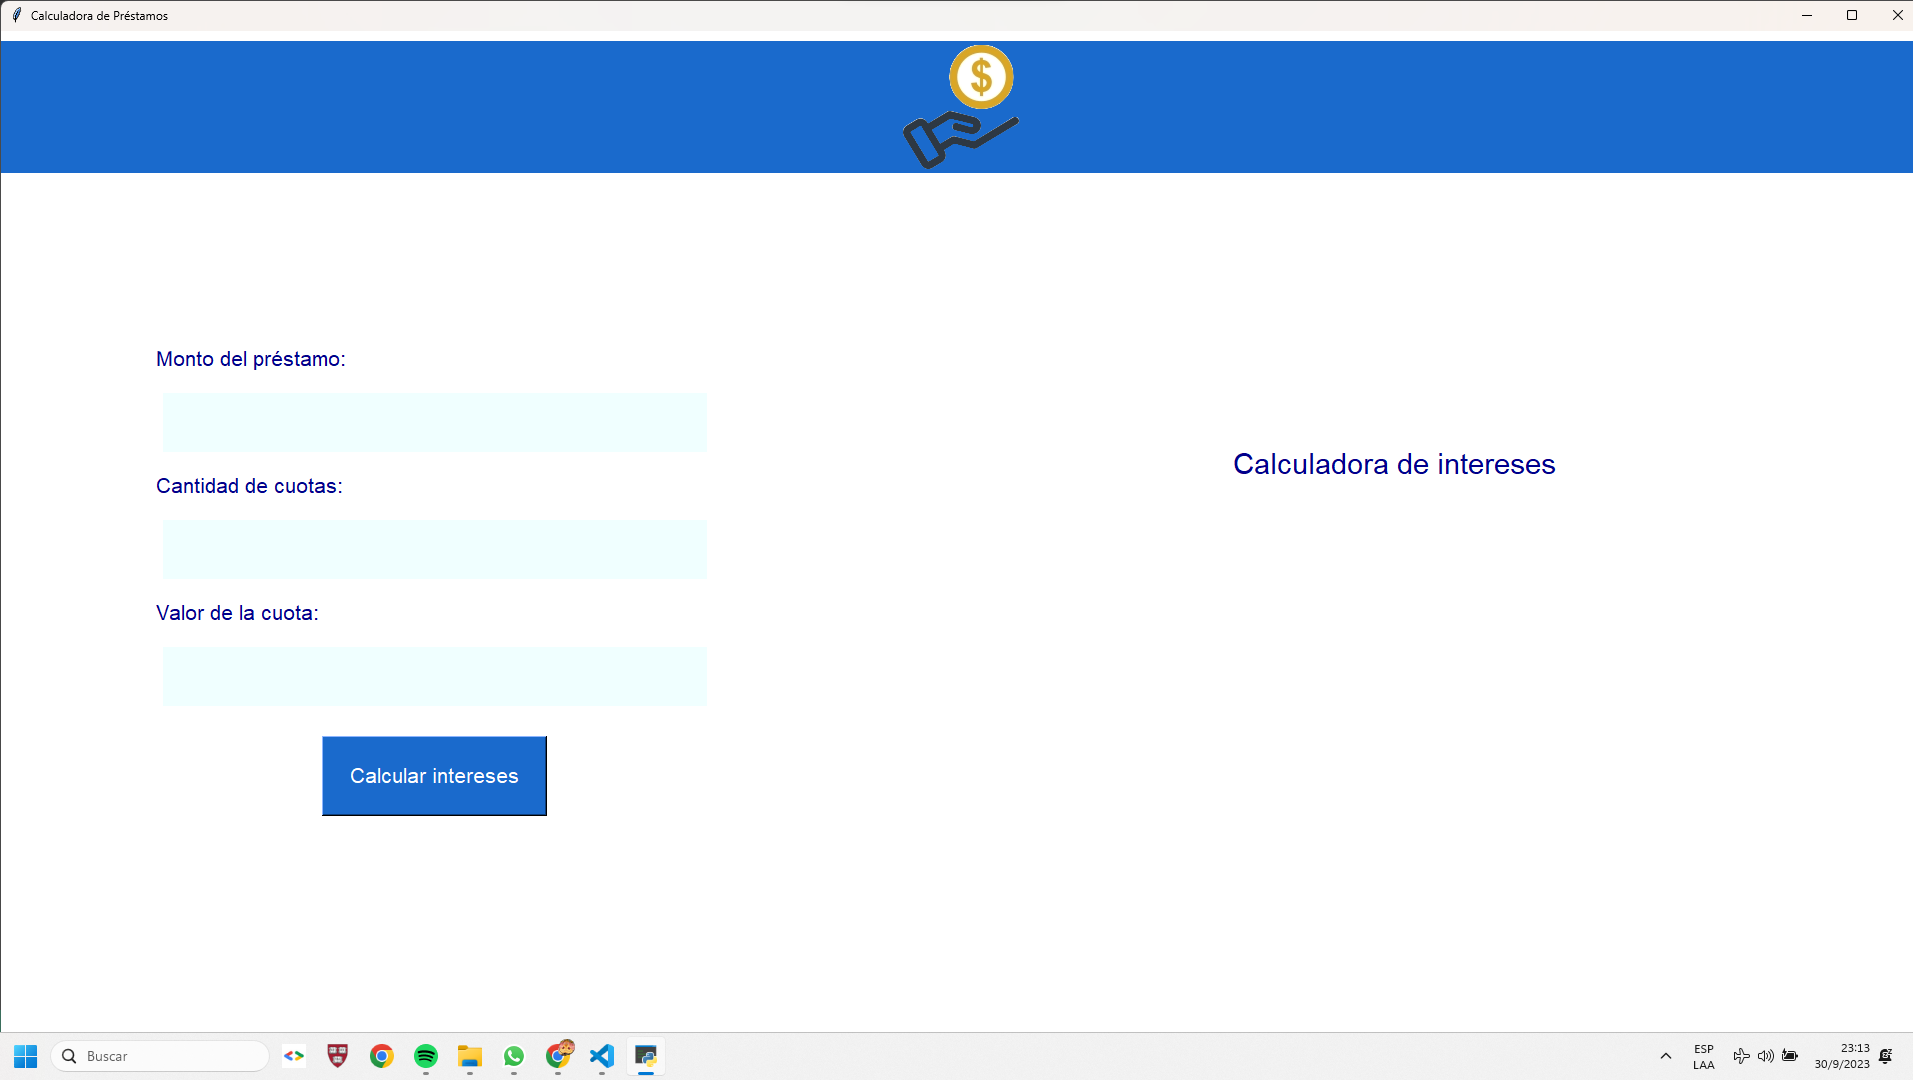 Calculadora de Préstamos
$
Monto del préstamo:
Cantidad de cuotas:
Valor de la cuota:
Calcular intereses
Calculadora de intereses
Buscar
ESP
LAA
23:13
30/9/2023